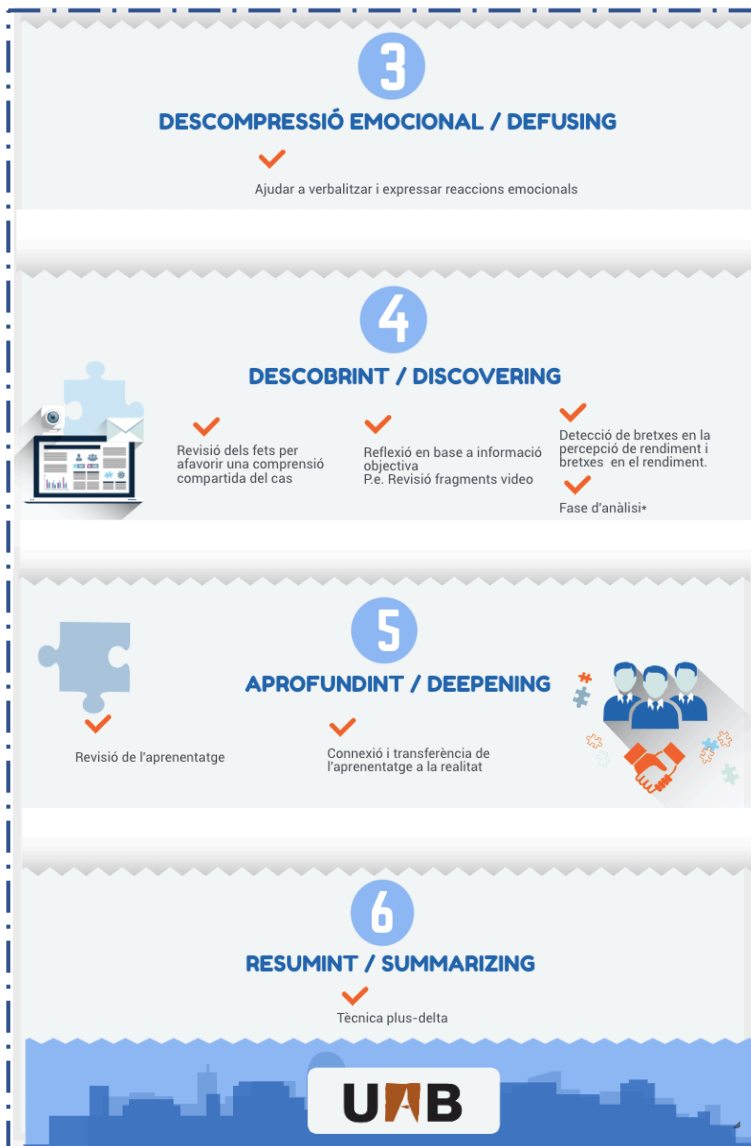 3
DESCOMPRESSIÓ EMOCIONAL / DEFUSING
Ajudar a verbalitzar i expressar reaccions emocionals
4
DESCOBRINT / DISCOVERING
Revisió dels fets per
afavorir una comprensió
compartida del cas
Reflexió en base a informació
objectiva
P.e. Revisió fragments video
Detecció de bretxes en la
percepció de rendiment i
bretxes en el rendiment.
Fase d'anàlisi*
5
APROFUNDINT / DEEPENING
Revisió de l'aprenentatge
Connexió i transferència de
l'aprenentatge a la realitat
6
RESUMINT / SUMMARIZING
Tècnica plus-delta
UAB